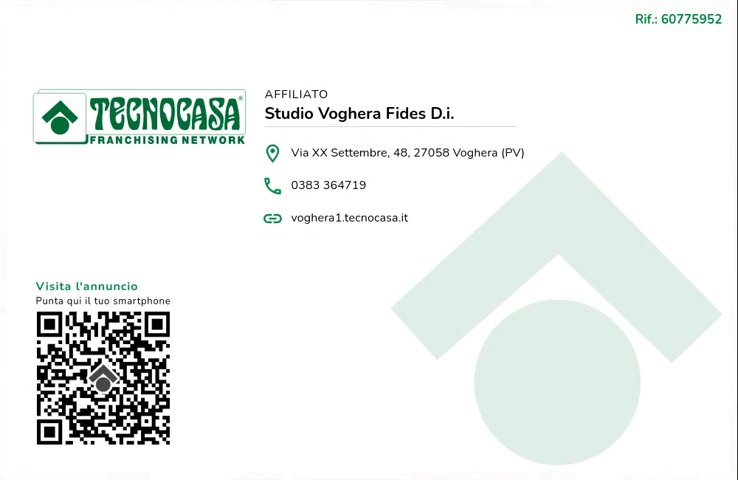 Rif.: 60775952
TECNOCASA®
FRANCHISING NETWORK
AFFILIATO
Studio Voghera Fides D.i.
Via XX Settembre, 48, 27058 Voghera (PV)
0383 364719
voghera1.tecnocasa.it
Visita l'annuncio
Punta qui il tuo smartphone